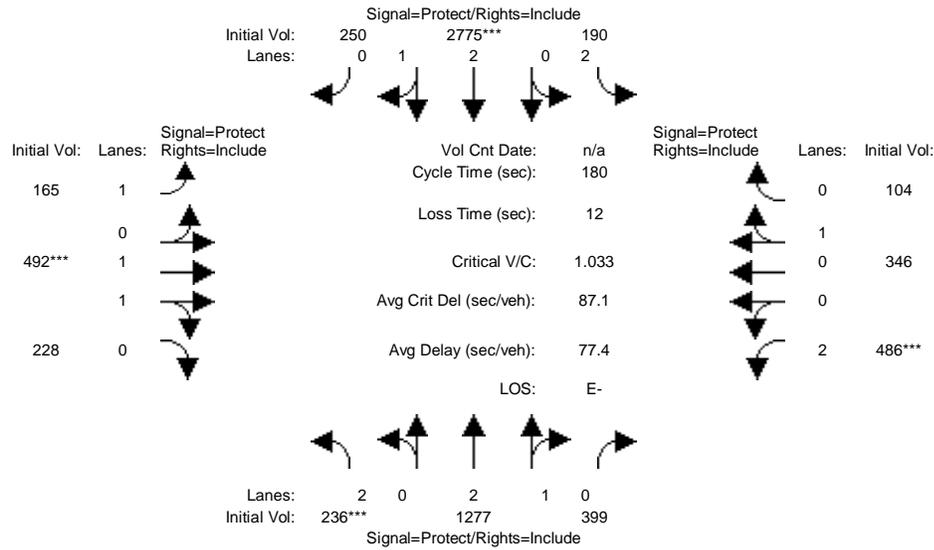 Signal=Protect/Rights=Include
Initial Vol: 250 2775*** 190
Lanes: 0 1 2 0 2
Signal=Protect
Initial Vol: Lanes: Rights=Include
Vol Cnt Date: n/a
Signal=Protect
Rights=Include Lanes: Initial Vol:
Cycle Time (sec): 180
165 1
0 104
Loss Time (sec): 12
0
1
492*** 1
Critical V/C: 1.033
0 346
1
Avg Crit Del (sec/veh): 87.1
0
228 0
Avg Delay (sec/veh): 77.4
2 486***
LOS: E-
Lanes: 2 0 2 1 0
Initial Vol: 236*** 1277 399
Signal=Protect/Rights=Include